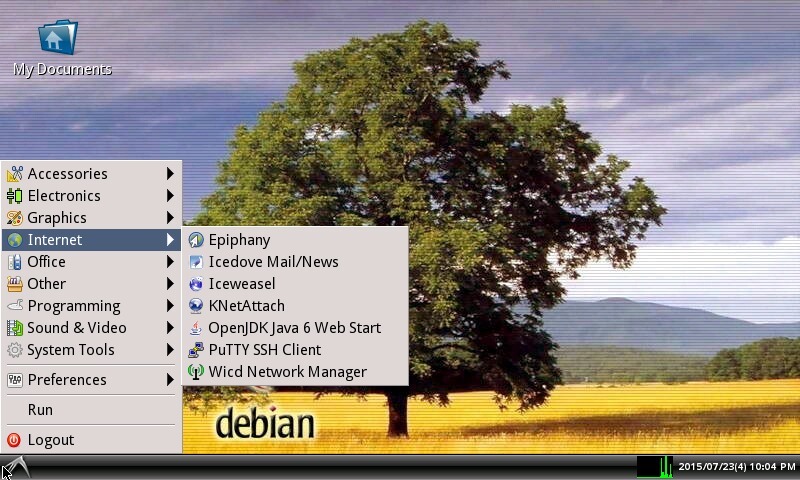 My Documents
Accessories
Electronics
Graphics
Internet
Office
Other
Programming
Sound & Video
System Tools
Preferences
Run
Logout
Epiphany
Icedove Mail/News
Iceweasel
KNetAttach
OpenJDK Java 6 Web Start
PuTTY SSH Client
Wicd Network Manager
debian
2015/07/23(4) 10:04 PM